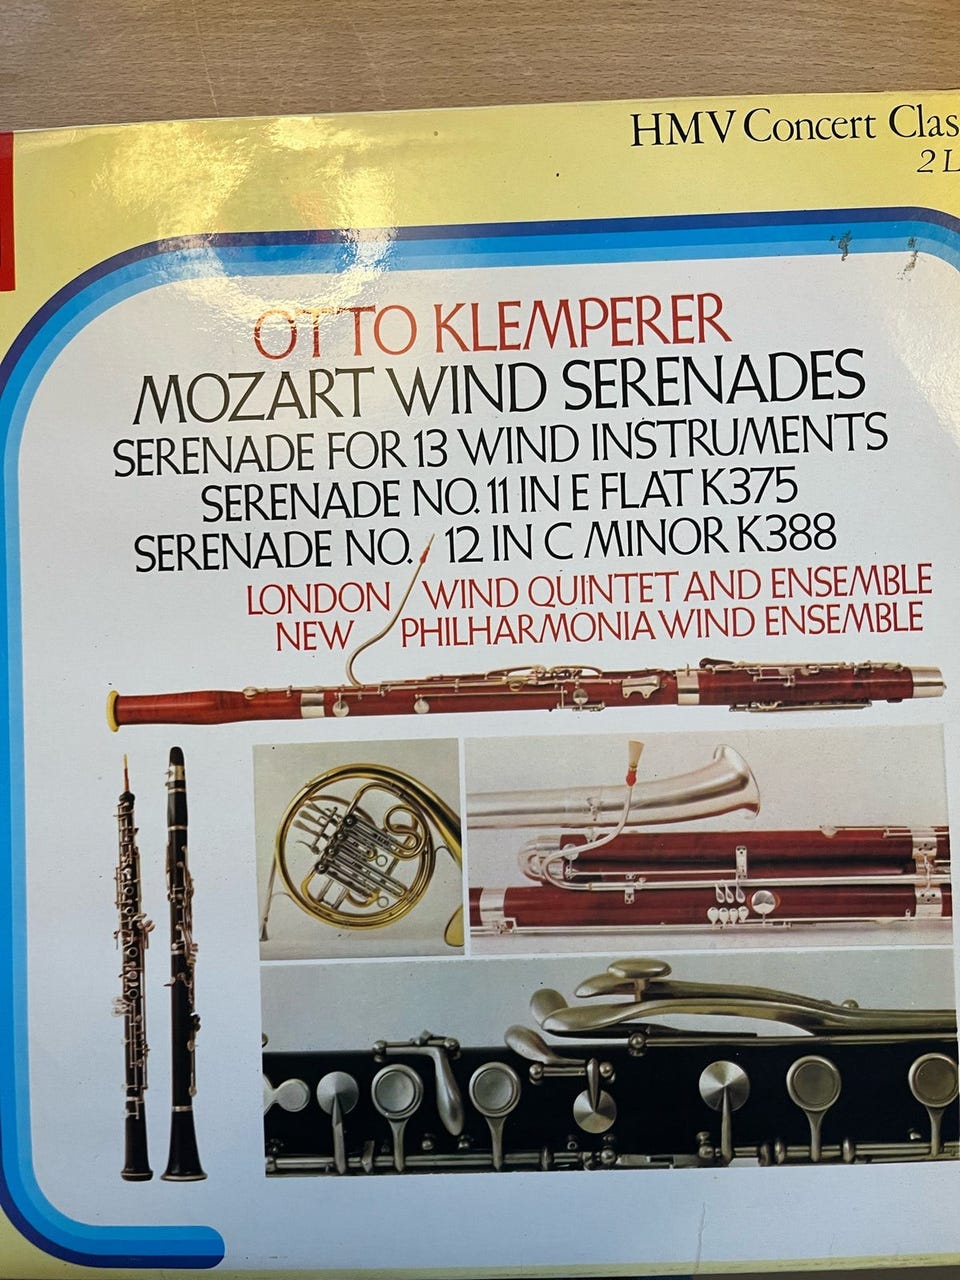 HMV Concert Clas
2 L
OTTO KLEMPERER
MOZART WIND SERENADES
SERENADE FOR 13 WIND INSTRUMENTS
SERENADE NO. 11 IN E FLAT K375
SERENADE NO. 12 IN C MINOR K388
LONDON WIND QUINTET AND ENSEMBLE
NEW PHILHARMONIA WIND ENSEMBLE